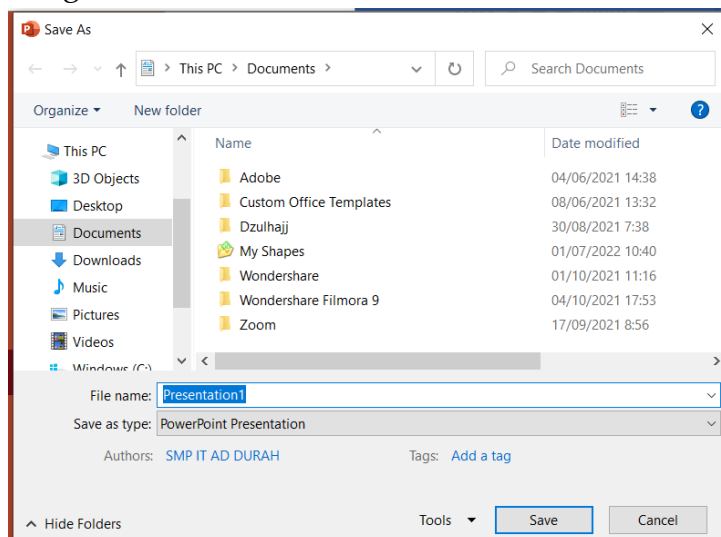 Save As
This PC > Documents >
Search Documents
Organize
New folder
This PC
3D Objects
Desktop
Documents
Downloads
Music
Pictures
Videos
Windows (C:)
Name
Date modified
Adobe 04/06/2021 14:38
Custom Office Templates 08/06/2021 13:32
Dzulhajj 30/08/2021 7:38
My Shapes 01/07/2022 10:40
Wondershare 01/10/2021 11:16
Wondershare Filmora 9 04/10/2021 17:53
Zoom 17/09/2021 8:56
File name: Presentation1
Save as type: PowerPoint Presentation
Authors: SMP IT AD DURAH Tags: Add a tag
Hide Folders Tools Save Cancel